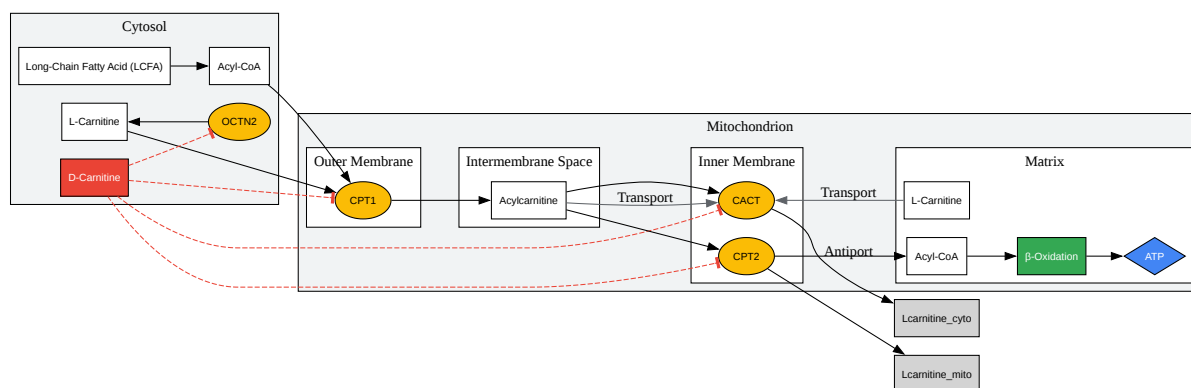 Cytosol
Long-Chain Fatty Acid (LCFA)
Acyl-CoA
L-Carnitine
OCTN2
D-Carnitine
Mitochondrion
Outer Membrane
CPT1
Intermembrane Space
Acylcarnitine
Transport
Inner Membrane
CACT
CPT2
Transport
Antiport
Matrix
L-Carnitine
Acyl-CoA
β-Oxidation
ATP
Lcarnitine_cyto
Lcarnitine_mito